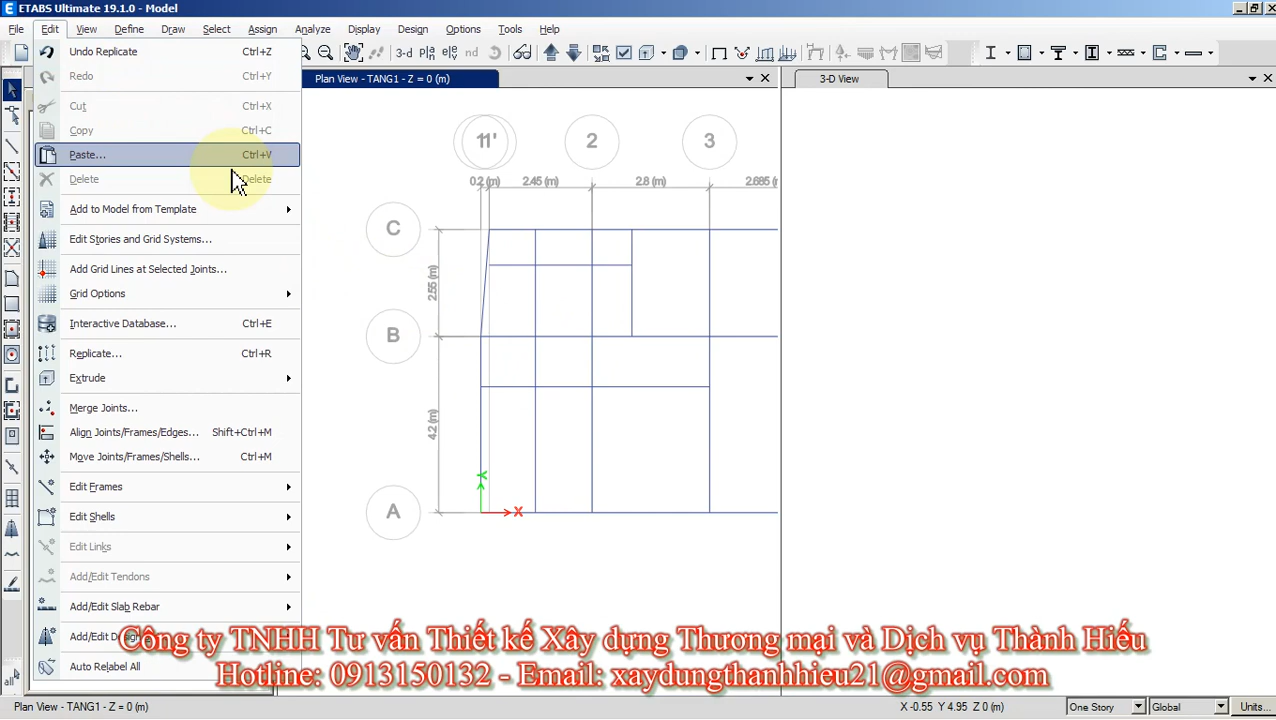 ETABS Ultimate 19.1.0 - Model
File Edit View Define Draw Select Assign Analyze Display Design Options Tools Help
Undo Replicate Ctrl+Z
Redo Ctrl+Y
Cut Ctrl+X
Copy Ctrl+C
Paste... Ctrl+V
Delete Delete
Add to Model from Template
Edit Stories and Grid Systems...
Add Grid Lines at Selected Joints...
Grid Options
Interactive Database... Ctrl+E
Replicate... Ctrl+R
Extrude
Merge Joints...
Align Joints/Frames/Edges... Shift+Ctrl+M
Move Joints/Frames/Shells... Ctrl+M
Edit Frames
Edit Shells
Edit Links
Add/Edit Tendons
Add/Edit Slab Rebar
Add/Edit
Auto Relabel All
3-d
Plan View - TANG1 - Z = 0 (m)
3-D View
11' 2 3
0.2 (m) 2.45 (m) 2.8 (m)
C
2.55 (m)
B
4.2 (m)
A
Y
X
Công ty TNHH Tư vấn Thiết kế Xây dựng Thương mại và Dịch vụ Thành Hiếu
Hotline: 0913150132 - Email: xaydungthanhhieu21@gmail.com
Plan View - TANG1 - Z = 0 (m)
X -0.55 Y 4.95 Z 0 (m)
One Story
Global
Units...